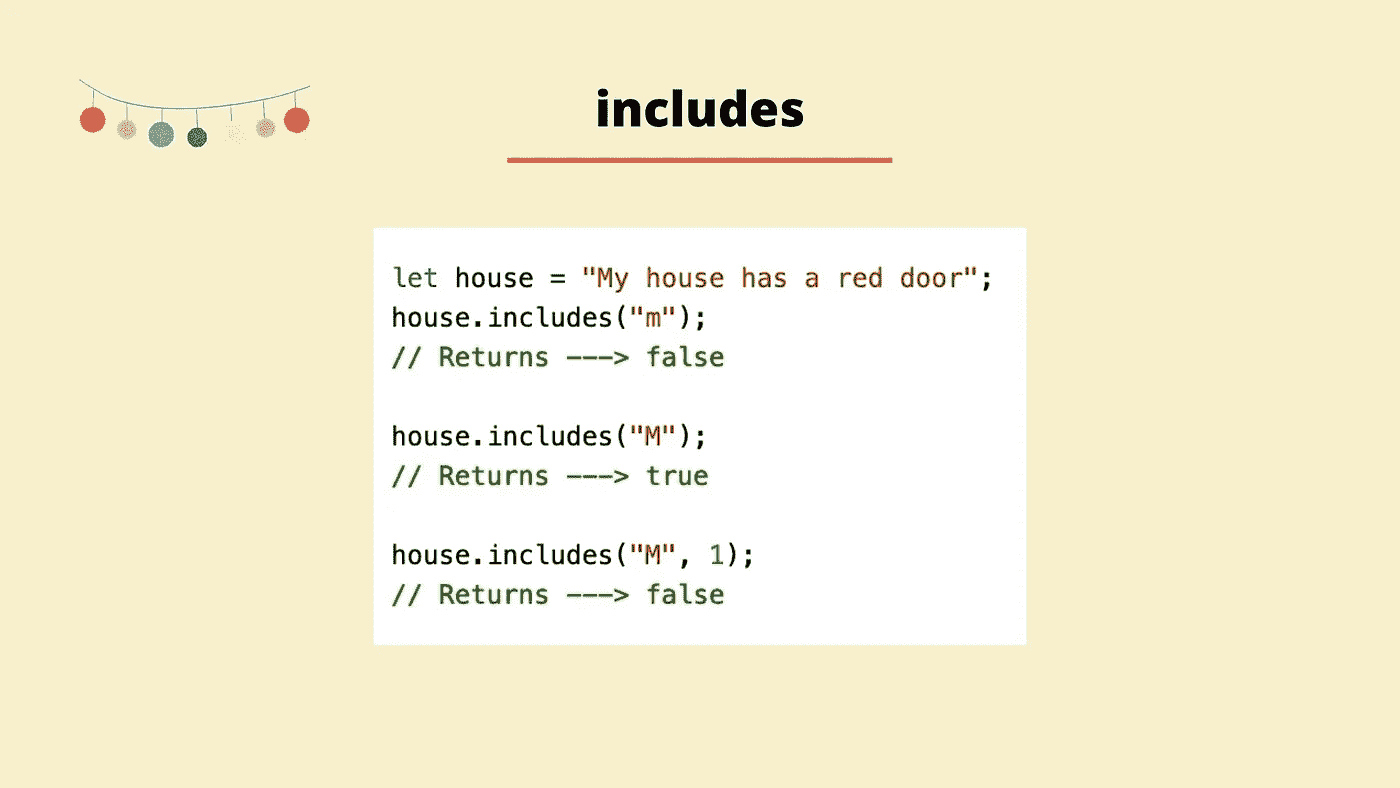 includes
let house = "My house has a red door";
house.includes("m");
// Returns ---> false
house.includes("M");
// Returns ---> true
house.includes("M", 1);
// Returns ---> false